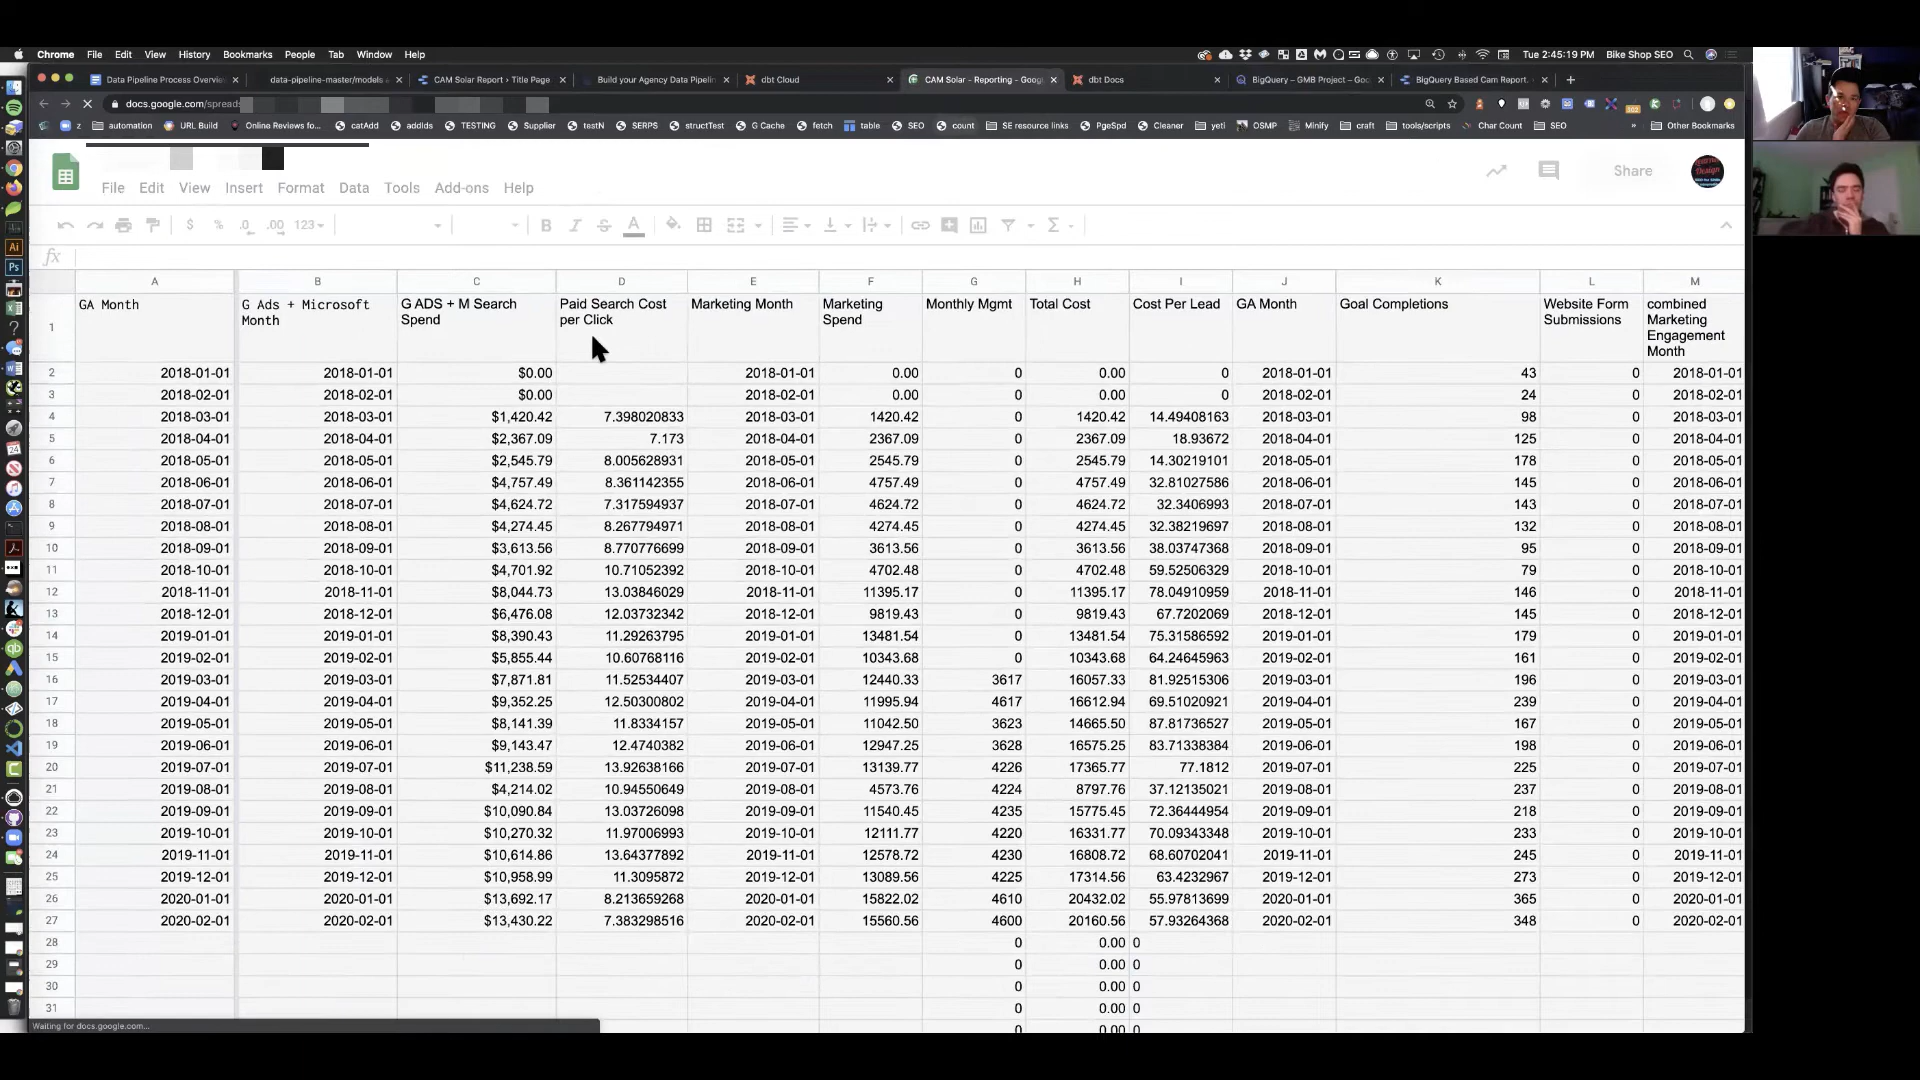 Chrome File Edit View History Bookmarks People Tab Window Help Tue 2:45:19 PM Bike Shop SEO
Data Pipeline Process Overvie data-pipeline-master/models CAM Solar Report › Title Page Build your Agency Data Pipelin dbt Cloud CAM Solar - Reporting - Goog dbt Docs BigQuery – GMB Project – Goo BigQuery Based Cam Report.
docs.google.com/spreads
automation URL Build Online Reviews fo... catAdd addIds TESTING Supplier testN SERPS structTest G Cache fetch table SEO count SE resource links PgeSpd Cleaner yeti OSMP Minify craft tools/scripts Char Count SEO » Other Bookmarks
File Edit View Insert Format Data Tools Add-ons Help Share
$ % .0 .00 123 B I S A
fx
A B C D E F G H I J K L M
GA Month G Ads + Microsoft Month G ADS + M Search Spend Paid Search Cost per Click Marketing Month Marketing Spend Monthly Mgmt Total Cost Cost Per Lead GA Month Goal Completions Website Form Submissions combined Marketing Engagement Month
1
2 2018-01-01 2018-01-01 $0.00 2018-01-01 0.00 0 0.00 0 2018-01-01 43 0 2018-01-01
3 2018-02-01 2018-02-01 $0.00 2018-02-01 0.00 0 0.00 0 2018-02-01 24 0 2018-02-01
4 2018-03-01 2018-03-01 $1,420.42 7.398020833 2018-03-01 1420.42 0 1420.42 14.49408163 2018-03-01 98 0 2018-03-01
5 2018-04-01 2018-04-01 $2,367.09 7.173 2018-04-01 2367.09 0 2367.09 18.93672 2018-04-01 125 0 2018-04-01
6 2018-05-01 2018-05-01 $2,545.79 8.005628931 2018-05-01 2545.79 0 2545.79 14.30219101 2018-05-01 178 0 2018-05-01
7 2018-06-01 2018-06-01 $4,757.49 8.361142355 2018-06-01 4757.49 0 4757.49 32.81027586 2018-06-01 145 0 2018-06-01
8 2018-07-01 2018-07-01 $4,624.72 7.317594937 2018-07-01 4624.72 0 4624.72 32.3406993 2018-07-01 143 0 2018-07-01
9 2018-08-01 2018-08-01 $4,274.45 8.267794971 2018-08-01 4274.45 0 4274.45 32.38219697 2018-08-01 132 0 2018-08-01
10 2018-09-01 2018-09-01 $3,613.56 8.770776699 2018-09-01 3613.56 0 3613.56 38.03747368 2018-09-01 95 0 2018-09-01
11 2018-10-01 2018-10-01 $4,701.92 10.71052392 2018-10-01 4702.48 0 4702.48 59.52506329 2018-10-01 79 0 2018-10-01
12 2018-11-01 2018-11-01 $8,044.73 13.03846029 2018-11-01 11395.17 0 11395.17 78.04910959 2018-11-01 146 0 2018-11-01
13 2018-12-01 2018-12-01 $6,476.08 12.03732342 2018-12-01 9819.43 0 9819.43 67.7202069 2018-12-01 145 0 2018-12-01
14 2019-01-01 2019-01-01 $8,390.43 11.29263795 2019-01-01 13481.54 0 13481.54 75.31586592 2019-01-01 179 0 2019-01-01
15 2019-02-01 2019-02-01 $5,855.44 10.60768116 2019-02-01 10343.68 0 10343.68 64.24645963 2019-02-01 161 0 2019-02-01
16 2019-03-01 2019-03-01 $7,871.81 11.52534407 2019-03-01 12440.33 3617 16057.33 81.92515306 2019-03-01 196 0 2019-03-01
17 2019-04-01 2019-04-01 $9,352.25 12.50300802 2019-04-01 11995.94 4617 16612.94 69.51020921 2019-04-01 239 0 2019-04-01
18 2019-05-01 2019-05-01 $8,141.39 11.8334157 2019-05-01 11042.50 3623 14665.50 87.81736527 2019-05-01 167 0 2019-05-01
19 2019-06-01 2019-06-01 $9,143.47 12.4740382 2019-06-01 12947.25 3628 16575.25 83.71338384 2019-06-01 198 0 2019-06-01
20 2019-07-01 2019-07-01 $11,238.59 13.92638166 2019-07-01 13139.77 4226 17365.77 77.1812 2019-07-01 225 0 2019-07-01
21 2019-08-01 2019-08-01 $4,214.02 10.94550649 2019-08-01 4573.76 4224 8797.76 37.12135021 2019-08-01 237 0 2019-08-01
22 2019-09-01 2019-09-01 $10,090.84 13.03726098 2019-09-01 11540.45 4235 15775.45 72.36444954 2019-09-01 218 0 2019-09-01
23 2019-10-01 2019-10-01 $10,270.32 11.97006993 2019-10-01 12111.77 4220 16331.77 70.09343348 2019-10-01 233 0 2019-10-01
24 2019-11-01 2019-11-01 $10,614.86 13.64377892 2019-11-01 12578.72 4230 16808.72 68.60702041 2019-11-01 245 0 2019-11-01
25 2019-12-01 2019-12-01 $10,958.99 11.3095872 2019-12-01 13089.56 4225 17314.56 63.4232967 2019-12-01 273 0 2019-12-01
26 2020-01-01 2020-01-01 $13,692.17 8.213659268 2020-01-01 15822.02 4610 20432.02 55.97813699 2020-01-01 365 0 2020-01-01
27 2020-02-01 2020-02-01 $13,430.22 7.383298516 2020-02-01 15560.56 4600 20160.56 57.93264368 2020-02-01 348 0 2020-02-01
28 0 0.00 0
29 0 0.00 0
30 0 0.00 0
31 0 0.00 0
0 0.00 0
Waiting for docs.google.com...